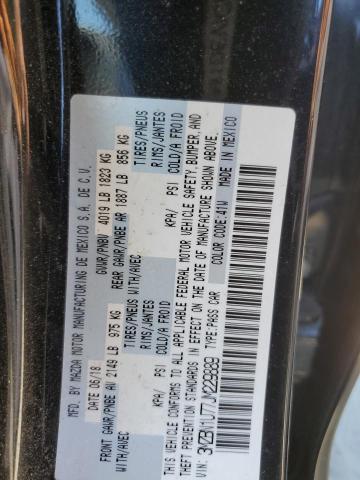 MFD. BY MAZDA MOTOR MANUFACTURING DE MEXICO S.A. DE C.V.
DATE 06/18 GVWR/PNBV 4019 LB 1823 KG
FRONT GAWR/PNBE AV 2149 LB 975 KG REAR GAWR/PNBE AR 1887 LB 856 KG
WITH/AVEC TIRES/PNEUS WITH/AVEC TIRES/PNEUS
RIMS/JANTES RIMS/JANTES
KPA/ PSI COLD/A FROID KPA/ PSI COLD/A FROID
THIS VEHICLE CONFORMS TO ALL APPLICABLE FEDERAL MOTOR VEHICLE SAFETY, BUMPER, AND
THEFT PREVENTION STANDARDS IN EFFECT ON THE DATE OF MANUFACTURE SHOWN ABOVE.
VIN: 3MZBN1U77JM229889 TYPE:PASS CAR COLOR CODE:41W MADE IN MEXICO